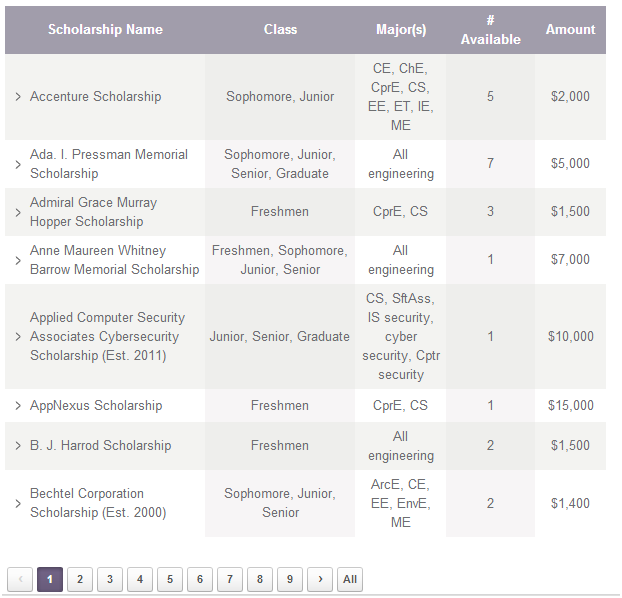 Scholarship Name Class Major(s) # Available Amount
> Accenture Scholarship Sophomore, Junior CE, ChE, CprE, CS, EE, ET, IE, ME 5 $2,000
> Ada. I. Pressman Memorial Scholarship Sophomore, Junior, Senior, Graduate All engineering 7 $5,000
> Admiral Grace Murray Hopper Scholarship Freshmen CprE, CS 3 $1,500
> Anne Maureen Whitney Barrow Memorial Scholarship Freshmen, Sophomore, Junior, Senior All engineering 1 $7,000
> Applied Computer Security Associates Cybersecurity Scholarship (Est. 2011) Junior, Senior, Graduate CS, SftAss, IS security, cyber security, Cptr security 1 $10,000
> AppNexus Scholarship Freshmen CprE, CS 1 $15,000
> B. J. Harrod Scholarship Freshmen All engineering 2 $1,500
> Bechtel Corporation Scholarship (Est. 2000) Sophomore, Junior, Senior ArcE, CE, EE, EnvE, ME 2 $1,400
‹ 1 2 3 4 5 6 7 8 9 › All